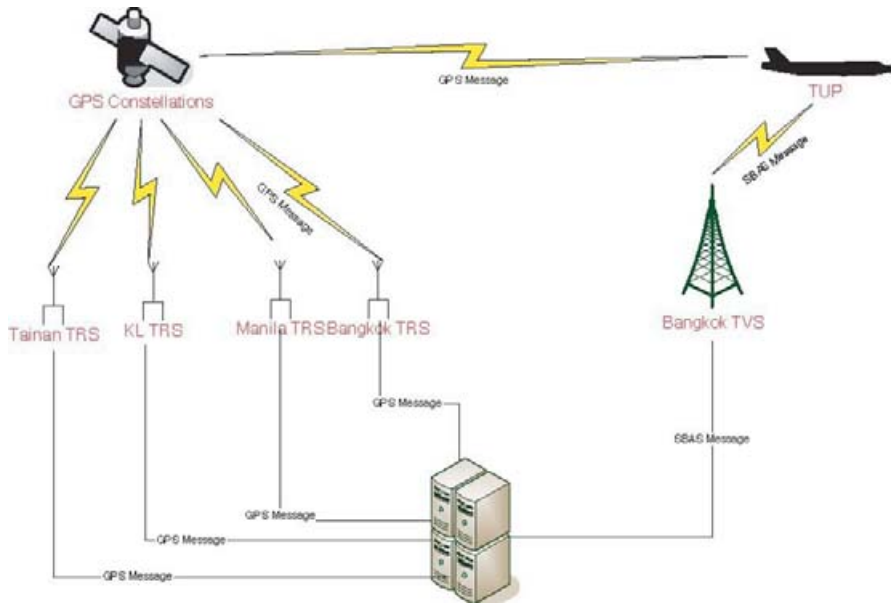 GPS Message
GPS Constellations
TUP
SBAS Message
GPS Message
Tainan TRS
KL TRS
Manila TRS
Bangkok TRS
Bangkok TVS
GPS Message
SBAS Message
GPS Message
GPS Message
GPS Message